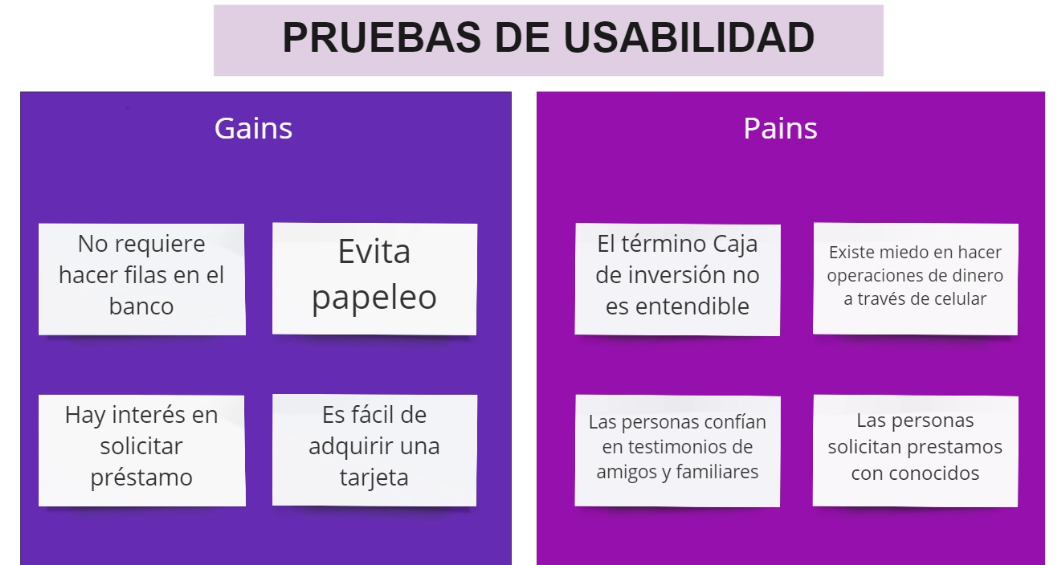 PRUEBAS DE USABILIDAD
Gains
No requiere
hacer filas en el
banco
Evita
papeleo
Hay interés en
solicitar
préstamo
Es fácil de
adquirir una
tarjeta
Pains
El término Caja
de inversión no
es entendible
Existe miedo en hacer
operaciones de dinero
a través de celular
Las personas confían
en testimonios de
amigos y familiares
Las personas
solicitan prestamos
con conocidos